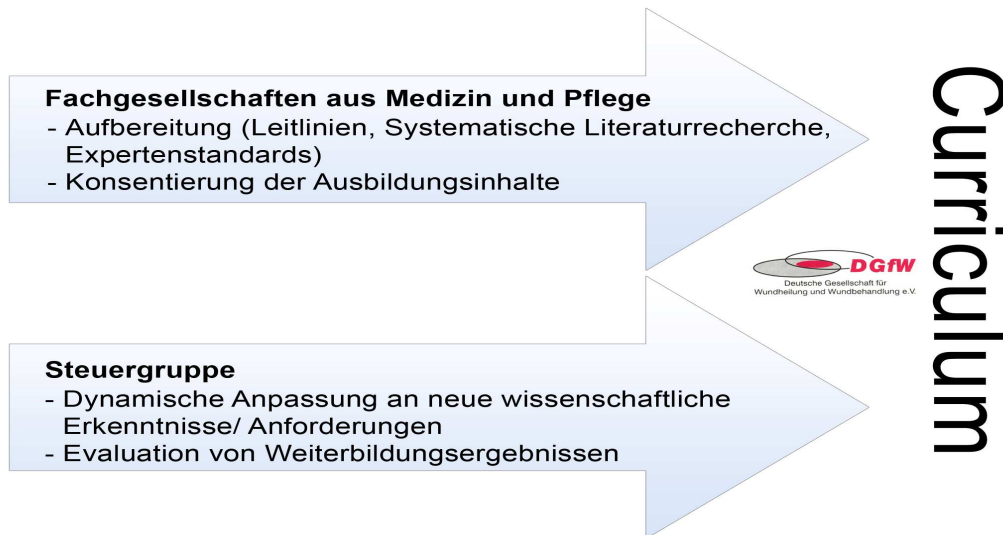 Fachgesellschaften aus Medizin und Pflege
- Aufbereitung (Leitlinien, Systematische Literaturrecherche,
Expertenstandards)
- Konsentierung der Ausbildungsinhalte
DGfW
Deutsche Gesellschaft für
Wundheilung und Wundbehandlung e.V.
Steuergruppe
- Dynamische Anpassung an neue wissenschaftliche
Erkenntnisse/ Anforderungen
- Evaluation von Weiterbildungsergebnissen
Curricullum